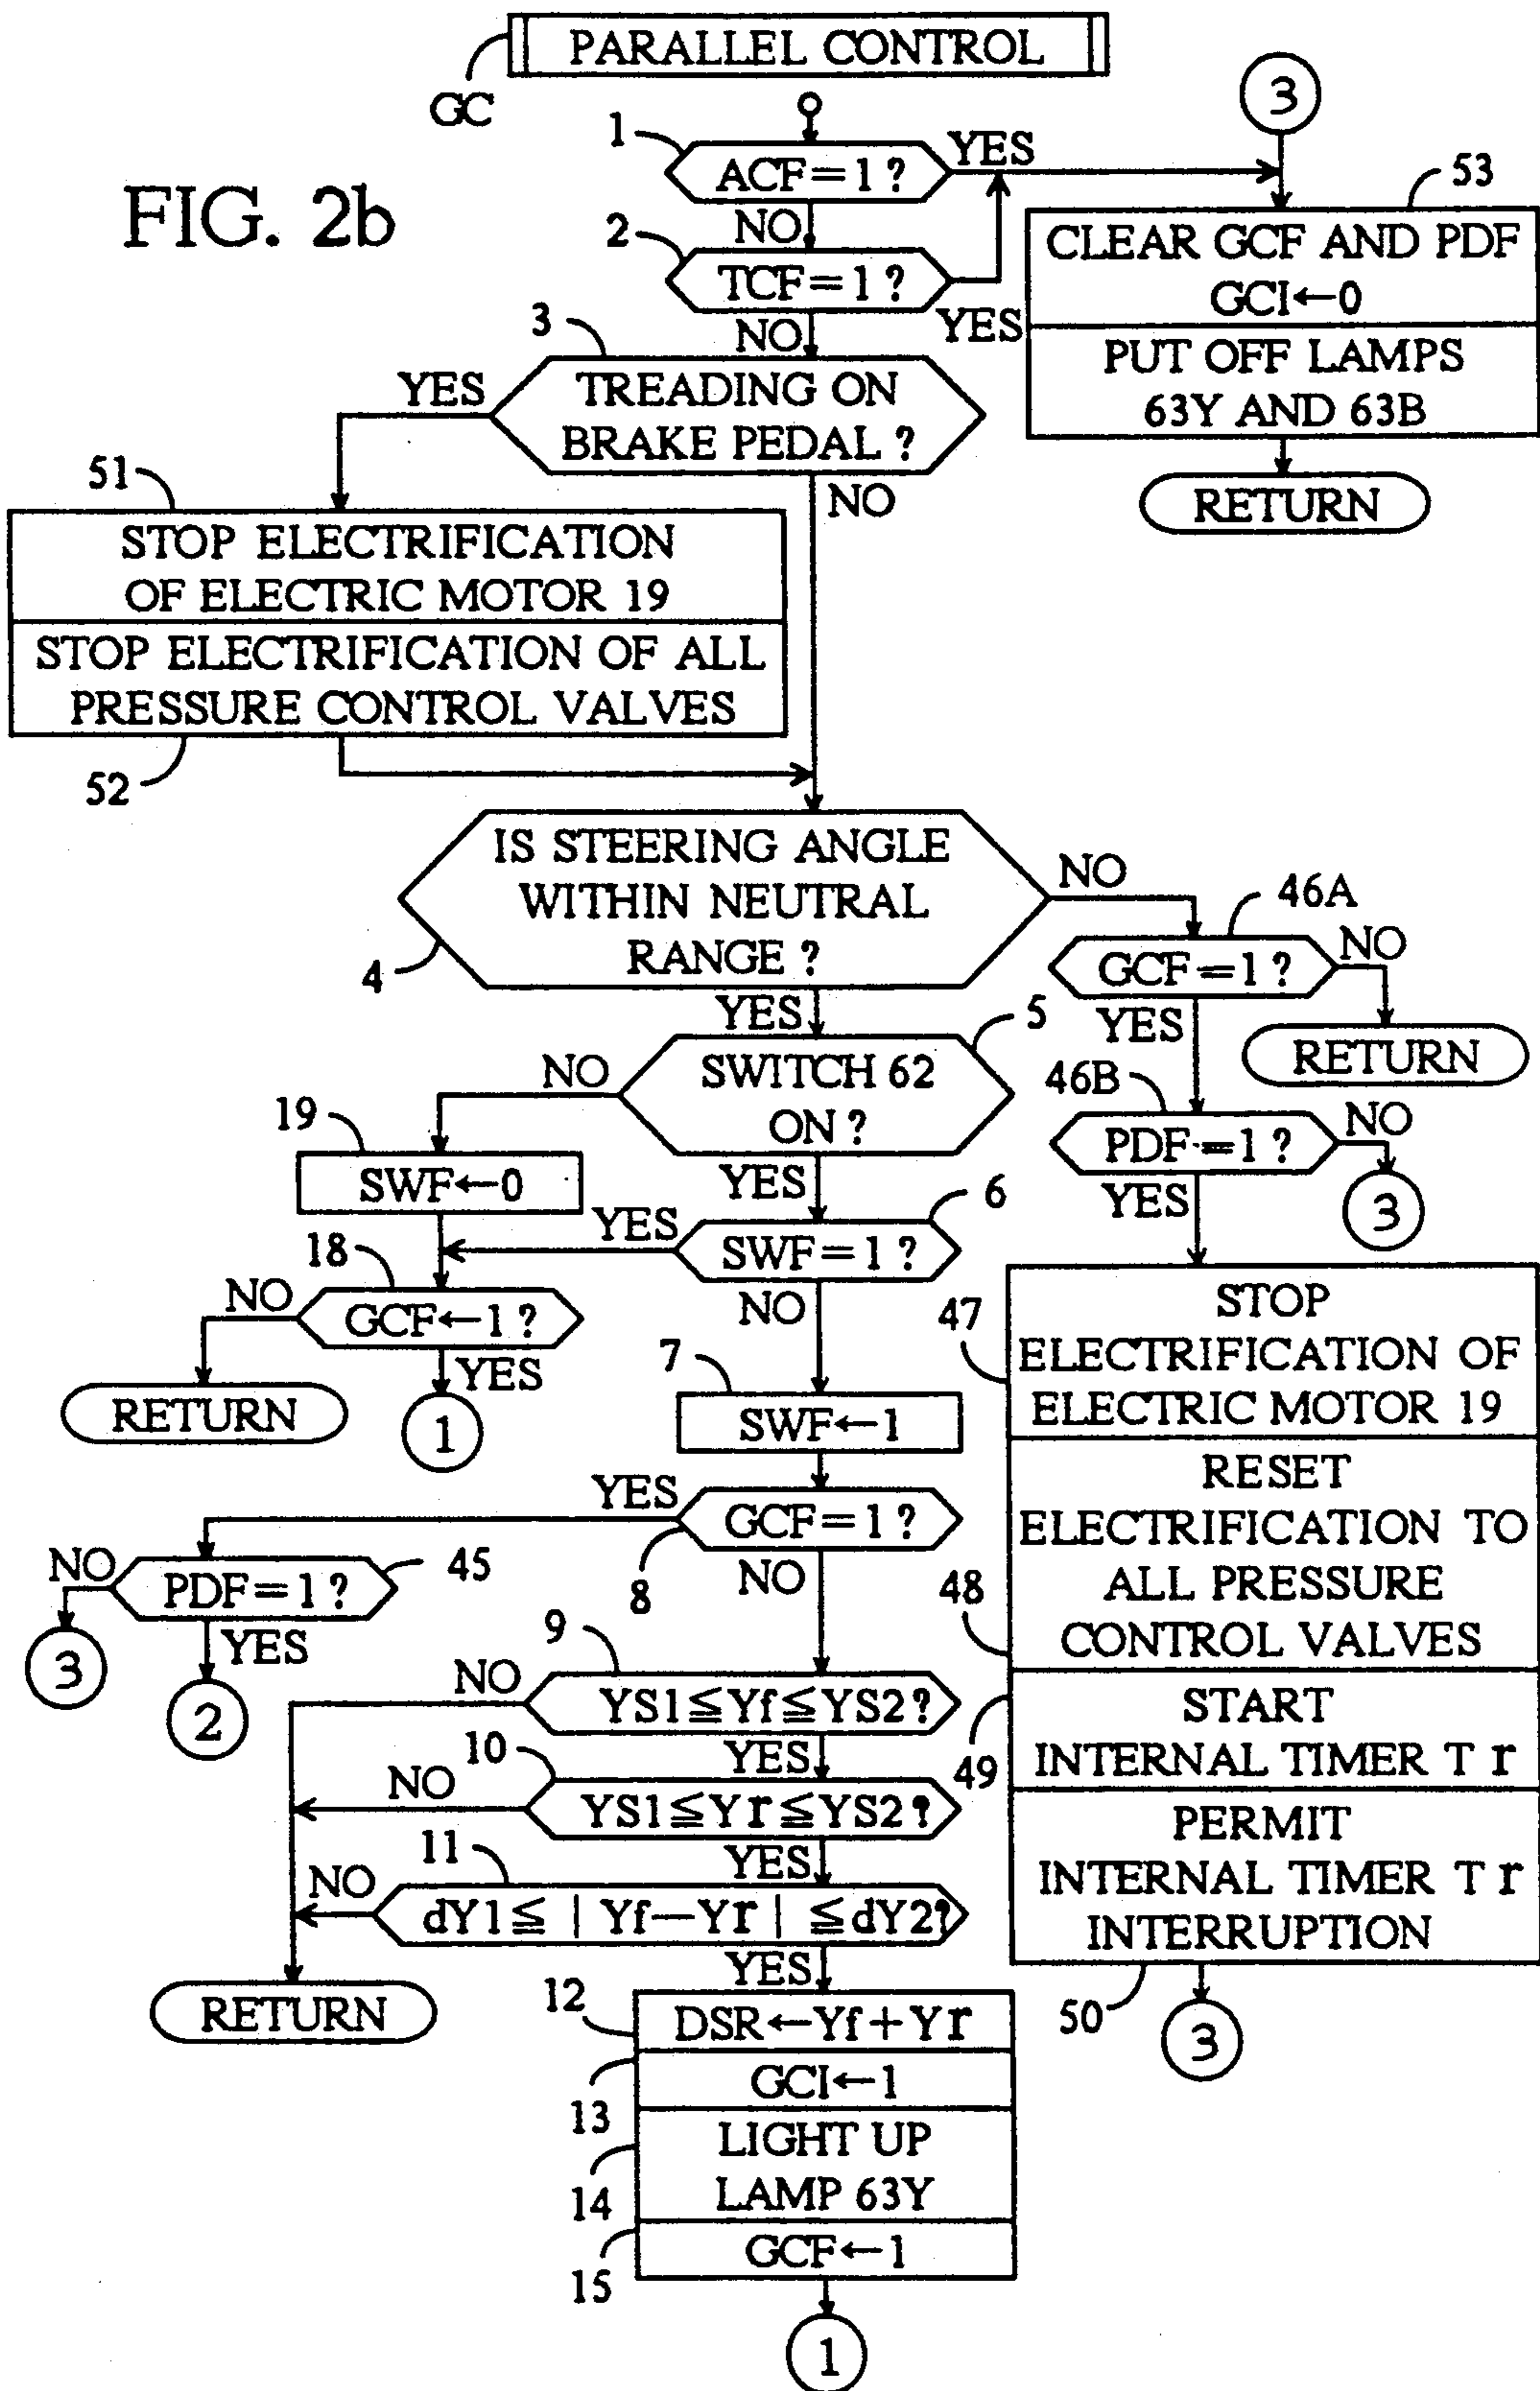 PARALLEL CONTROL
GC
FIG. 2b
3
1
ACF=1?
YES
NO
2
TCF=1?
YES
NO
53
CLEAR GCF AND PDF
GCI←0
PUT OFF LAMPS
63Y AND 63B
RETURN
3
YES
TREADING ON
BRAKE PEDAL?
NO
51
STOP ELECTRIFICATION
OF ELECTRIC MOTOR 19
STOP ELECTRIFICATION OF ALL
PRESSURE CONTROL VALVES
52
IS STEERING ANGLE
WITHIN NEUTRAL
RANGE?
4
NO
YES
46A
GCF=1?
NO
YES
RETURN
46B
PDF=1?
NO
YES
3
5
SWITCH 62
ON?
NO
YES
19
SWF←0
6
YES
SWF=1?
NO
18
NO
GCF←1?
YES
RETURN
1
7
SWF←1
YES
GCF=1?
8
NO
NO
PDF=1?
45
YES
3
2
9
NO
YS1≦Yf≦YS2?
YES
10
NO
YS1≦Yr≦YS2?
YES
11
NO
dY1≦ | Yf−Yr | ≦dY2?
YES
RETURN
12
DSR←Yf+Yr
13
GCI←1
14
LIGHT UP
LAMP 63Y
15
GCF←1
1
47
STOP
ELECTRIFICATION OF
ELECTRIC MOTOR 19
48
RESET
ELECTRIFICATION TO
ALL PRESSURE
CONTROL VALVES
49
START
INTERNAL TIMER Tr
PERMIT
INTERNAL TIMER Tr
INTERRUPTION
50
3